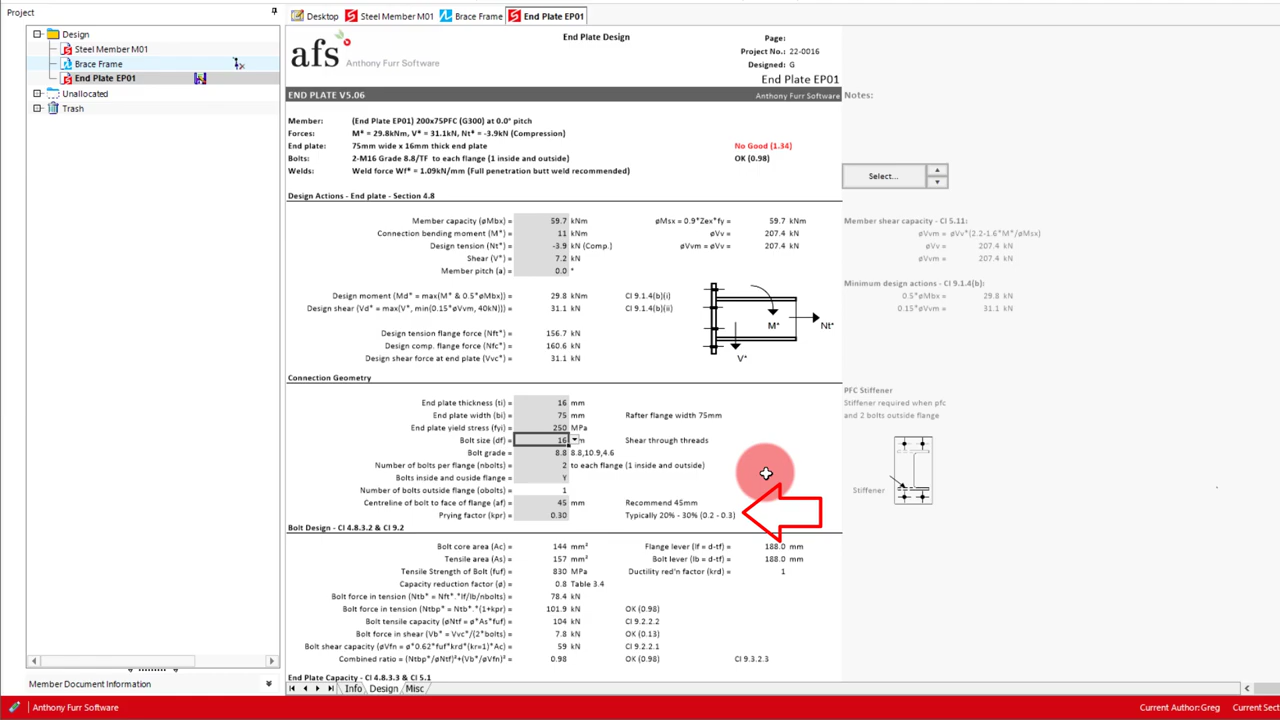 Project
Design
Steel Member M01
Brace Frame
End Plate EP01
Unallocated
Trash
Member Document Information
Desktop
Steel Member M01
Brace Frame
End Plate EP01
afs Anthony Furr Software
End Plate Design
Page:
Project No.: 22-0016
Designed: G
End Plate EP01
END PLATE V5.06 Anthony Furr Software
Notes:
Member: (End Plate EP01) 200x75PFC (G300) at 0.0° pitch
Forces: M* = 29.8kNm, V* = 31.1kN, Nt* = -3.9kN (Compression)
End plate: 75mm wide x 16mm thick end plate No Good (1.34)
Bolts: 2-M16 Grade 8.8/TF to each flange (1 inside and outside) OK (0.98)
Welds: Weld force Wf* = 1.09kN/mm (Full penetration butt weld recommended)
Select...
Design Actions - End plate - Section 4.8
Member capacity (øMbx) = 59.7 kNm øMsx = 0.9*Zex*fy = 59.7 kNm
Connection bending moment (M*) = 11 kNm øVv = 207.4 kN
Design tension (Nt*) = -3.9 kN (Comp.) øVvm = øVv = 207.4 kN
Shear (V*) = 7.2 kN
Member pitch (a) = 0.0 °
Member shear capacity - Cl 5.11:
øVvm = øVv*(2.2-1.6*M*/øMsx)
øVv = 207.4 kN
øVvm = 207.4 kN
Minimum design actions - Cl 9.1.4(b):
0.5*øMbx = 29.8 kN
0.15*øVvm = 31.1 kN
Design moment (Md* = max(M* & 0.5*øMbx) = 29.8 kNm Cl 9.1.4(b)(i)
Design shear (Vd* = max(V*, min(0.15*øVvm, 40kN))) = 31.1 kN Cl 9.1.4(b)(ii)
Design tension flange force (Nft*) = 156.7 kN
Design comp. flange force (Nfc*) = 160.6 kN
Design shear force at end plate (Vvc*) = 31.1 kN
M*
Nt*
V*
Connection Geometry
End plate thickness (ti) = 16 mm
End plate width (bi) = 75 mm Rafter flange width 75mm
End plate yield stress (fyi) = 250 MPa
Bolt size (df) = 16 m Shear through threads
Bolt grade = 8.8 8.8,10.9,4.6
Number of bolts per flange (nbolts) = 2 to each flange (1 inside and outside)
Bolts inside and ouside flange = Y
Number of bolts outside flange (obolts) = 1
Centreline of bolt to face of flange (af) = 45 mm Recommend 45mm
Prying factor (kpr) = 0.30 Typically 20% - 30% (0.2 - 0.3)
PFC Stiffener
Stiffener required when pfc
and 2 bolts outside flange
Stiffener
Bolt Design - Cl 4.8.3.2 & Cl 9.2
Bolt core area (Ac) = 144 mm² Flange lever (lf = d-tf) = 188.0 mm
Tensile area (As) = 157 mm² Bolt lever (lb = d-tf) = 188.0 mm
Tensile Strength of Bolt (fuf) = 830 MPa Ductility red'n factor (krd) = 1
Capacity reduction factor (ø) = 0.8 Table 3.4
Bolt force in tension (Ntb* = Nft*.*lf/lb/nbolts) = 78.4 kN
Bolt force in tension (Ntbp* = Ntb*.*(1+kpr) = 101.9 kN OK (0.98)
Bolt tensile capacity (øNtf = ø*As*fuf) = 104 kN Cl 9.2.2.2
Bolt force in shear (Vb* = Vvc*/(2*bolts) = 7.8 kN OK (0.13)
Bolt shear capacity (øVfn = ø*0.62*fuf*krd*(kr=1)*Ac) = 59 kN Cl 9.2.2.1
Combined ratio = (Ntbp*/øNtf)²+(Vb*/øVfn)² = 0.98 OK (0.98) Cl 9.3.2.3
End Plate Capacity - Cl 4.8.3.3 & Cl 5.1
Info
Design
Misc
Anthony Furr Software
Current Author:Greg
Current Sect